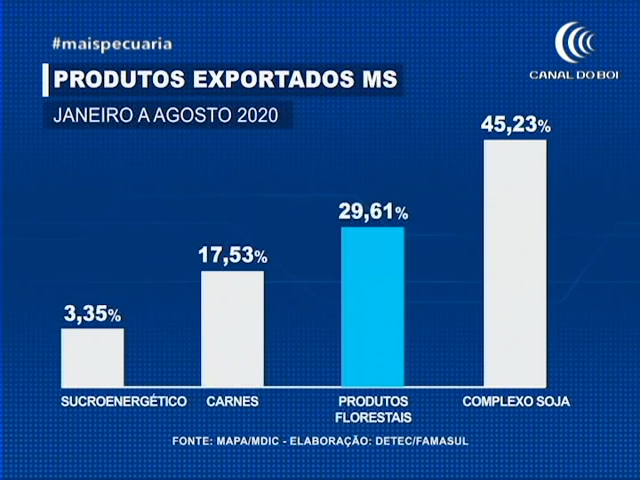 #maispecuaria
CANAL DO BOI
PRODUTOS EXPORTADOS MS
JANEIRO A AGOSTO 2020
45,23%
29,61%
17,53%
3,35%
SUCROENERGÉTICO
CARNES
PRODUTOS
FLORESTAIS
COMPLEXO SOJA
FONTE: MAPA/MDIC - ELABORAÇÃO: DETEC/FAMASUL